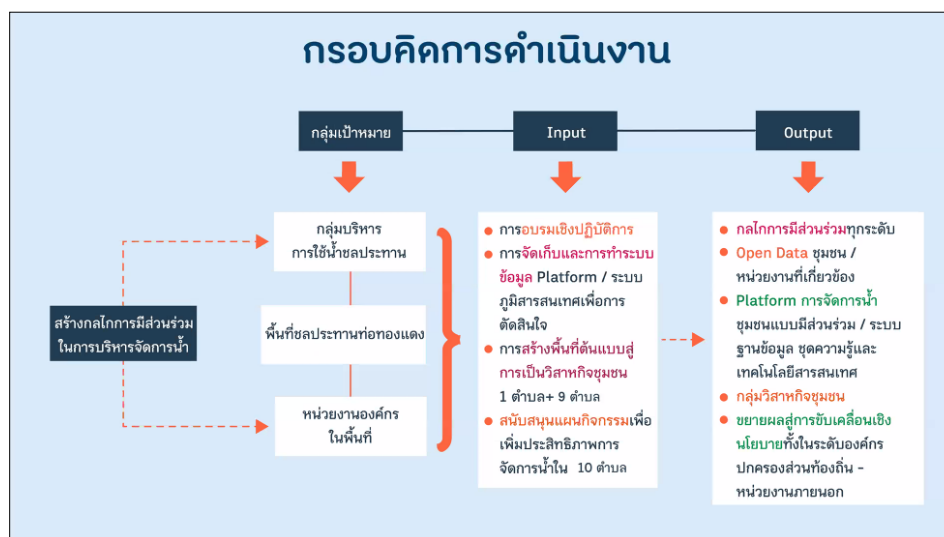 กรอบคิดการดำเนินงาน
กลุ่มเป้าหมาย
Input
Output
สร้างกลไกการมีส่วนร่วม
ในการบริหารจัดการน้ำ
กลุ่มบริหาร
การใช้น้ำชลประทาน
พื้นที่ชลประทานท่อทองแดง
หน่วยงานองค์กร
ในพื้นที่
• การอบรมเชิงปฏิบัติการ
• การจัดเก็บและการทำระบบ
ข้อมูล Platform / ระบบ
ภูมิสารสนเทศเพื่อการ
ตัดสินใจ
• การสร้างพื้นที่ต้นแบบสู่
การเป็นวิสาหกิจชุมชน
1 ตำบล+ 9 ตำบล
• สนับสนุนแผนกิจกรรมเพื่อ
เพิ่มประสิทธิภาพการ
จัดการน้ำใน 10 ตำบล
• กลไกการมีส่วนร่วมทุกระดับ
• Open Data ชุมชน /
หน่วยงานที่เกี่ยวข้อง
• Platform การจัดการน้ำ
ชุมชนแบบมีส่วนร่วม / ระบบ
ฐานข้อมูล ชุดความรู้และ
เทคโนโลยีสารสนเทศ
• กลุ่มวิสาหกิจชุมชน
• ขยายผลสู่การขับเคลื่อนเชิง
นโยบายทั้งในระดับองค์กร
ปกครองส่วนท้องถิ่น -
หน่วยงานภายนอก